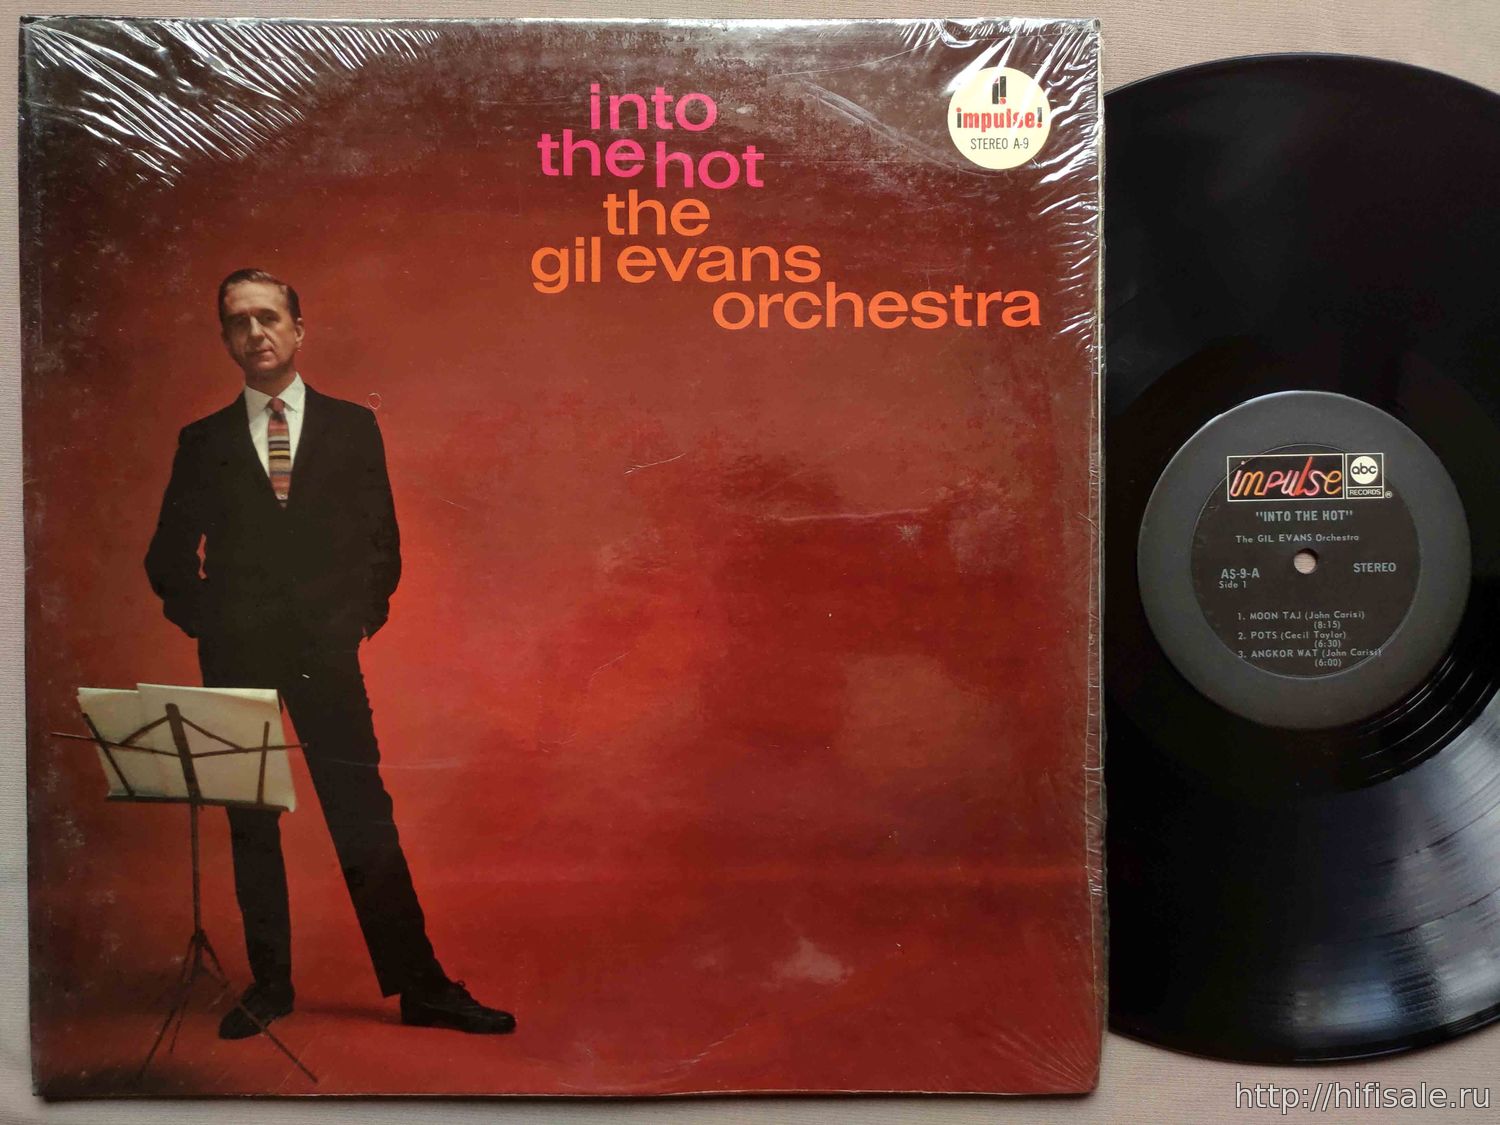 into
the hot
the
gil evans
orchestra
impulse!
STEREO A-9
impulse
abc
RECORDS ®
"INTO THE HOT"
The GIL EVANS Orchestra
AS-9-A
Side 1
STEREO
1. MOON TAJ (John Carisi)
(8:15)
2. POTS (Cecil Taylor)
(6:30)
3. ANGKOR WAT (John Carisi)
(6:00)
http://hifisale.ru